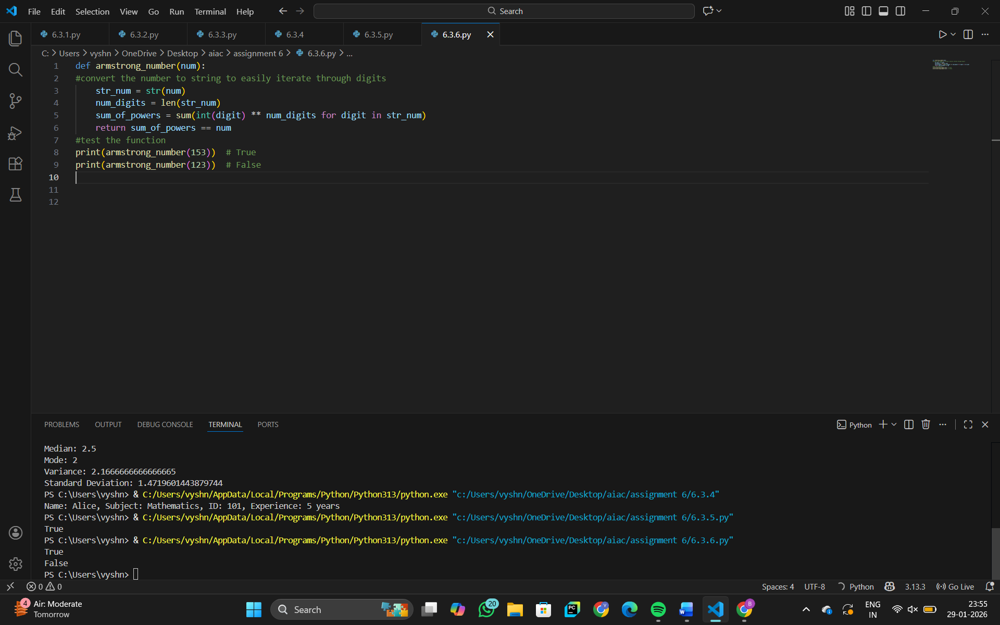 File Edit Selection View Go Run Terminal Help Search
6.3.1.py 6.3.2.py 6.3.3.py 6.3.4 6.3.5.py 6.3.6.py
C: > Users > vyshn > OneDrive > Desktop > aiac > assignment 6 > 6.3.6.py > ...
1 def armstrong_number(num):
2 #convert the number to string to easily iterate through digits
3 str_num = str(num)
4 num_digits = len(str_num)
5 sum_of_powers = sum(int(digit) ** num_digits for digit in str_num)
6 return sum_of_powers == num
7 #test the function
8 print(armstrong_number(153)) # True
9 print(armstrong_number(123)) # False
10
11
12
PROBLEMS OUTPUT DEBUG CONSOLE TERMINAL PORTS Python
Median: 2.5
Mode: 2
Variance: 2.1666666666666665
Standard Deviation: 1.4719601443879744
PS C:\Users\vyshn> & C:/Users/vyshn/AppData/Local/Programs/Python/Python313/python.exe "c:/Users/vyshn/OneDrive/Desktop/aiac/assignment 6/6.3.4"
Name: Alice, Subject: Mathematics, ID: 101, Experience: 5 years
PS C:\Users\vyshn> & C:/Users/vyshn/AppData/Local/Programs/Python/Python313/python.exe "c:/Users/vyshn/OneDrive/Desktop/aiac/assignment 6/6.3.5.py"
True
PS C:\Users\vyshn> & C:/Users/vyshn/AppData/Local/Programs/Python/Python313/python.exe "c:/Users/vyshn/OneDrive/Desktop/aiac/assignment 6/6.3.6.py"
True
False
PS C:\Users\vyshn>
0 0 Spaces: 4 UTF-8 Python 3.13.3 Go Live
4 Air: Moderate
Tomorrow
Search
PC
20
V
W
B
ENG
IN
23:55
29-01-2026